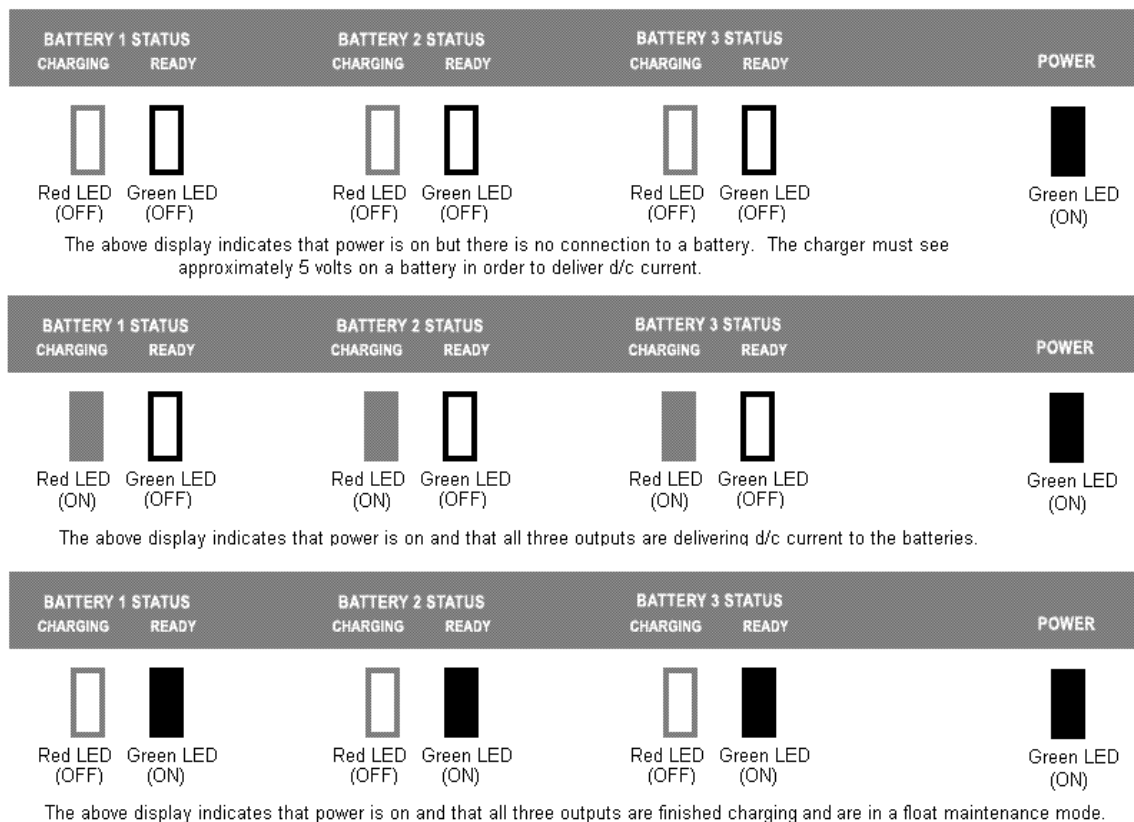 BATTERY 1 STATUS BATTERY 2 STATUS BATTERY 3 STATUS
CHARGING READY CHARGING READY CHARGING READY POWER
Red LED Green LED Red LED Green LED Red LED Green LED Green LED
(OFF) (OFF) (OFF) (OFF) (OFF) (OFF) (ON)
The above display indicates that power is on but there is no connection to a battery. The charger must see
approximately 5 volts on a battery in order to deliver d/c current.
BATTERY 1 STATUS BATTERY 2 STATUS BATTERY 3 STATUS
CHARGING READY CHARGING READY CHARGING READY POWER
Red LED Green LED Red LED Green LED Red LED Green LED Green LED
(ON) (OFF) (ON) (OFF) (ON) (OFF) (ON)
The above display indicates that power is on and that all three outputs are delivering d/c current to the batteries.
BATTERY 1 STATUS BATTERY 2 STATUS BATTERY 3 STATUS
CHARGING READY CHARGING READY CHARGING READY POWER
Red LED Green LED Red LED Green LED Red LED Green LED Green LED
(OFF) (ON) (OFF) (ON) (OFF) (ON) (ON)
The above display indicates that power is on and that all three outputs are finished charging and are in a float maintenance mode.